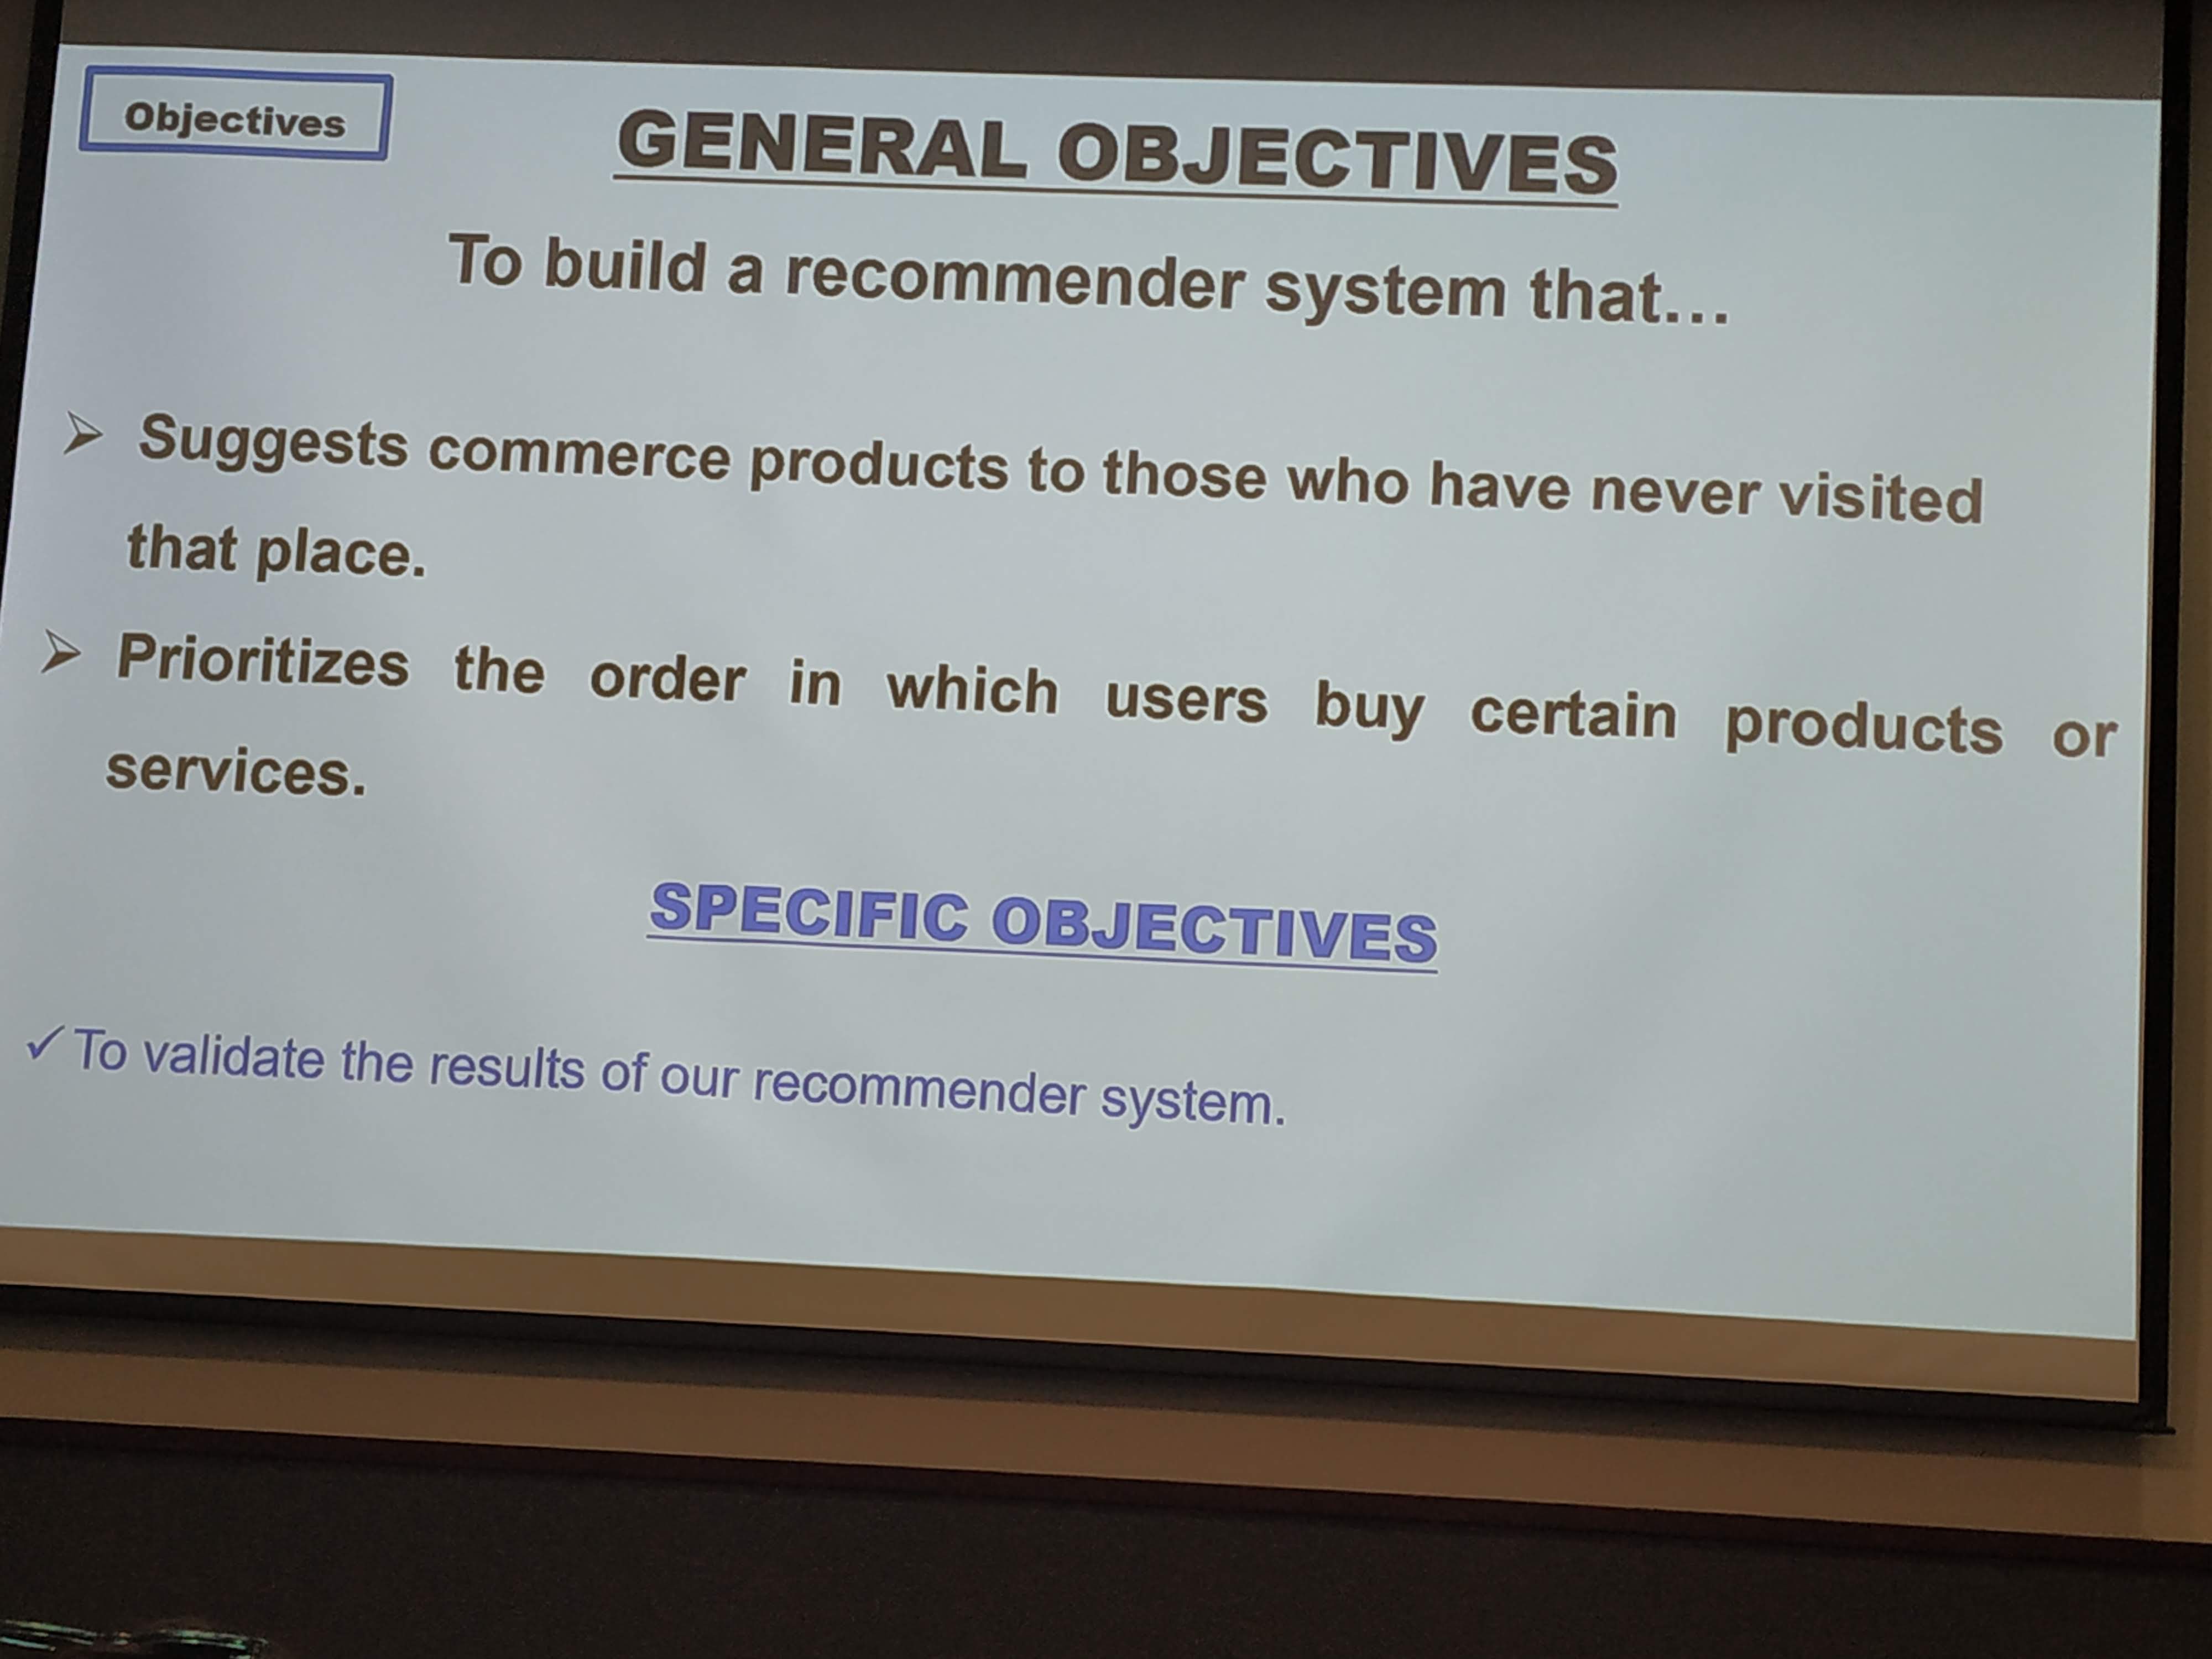 Objectives
GENERAL OBJECTIVES
To build a recommender system that...
➢ Suggests commerce products to those who have never visited
that place.
➢ Prioritizes the order in which users buy certain products or
services.
SPECIFIC OBJECTIVES
✓ To validate the results of our recommender system.